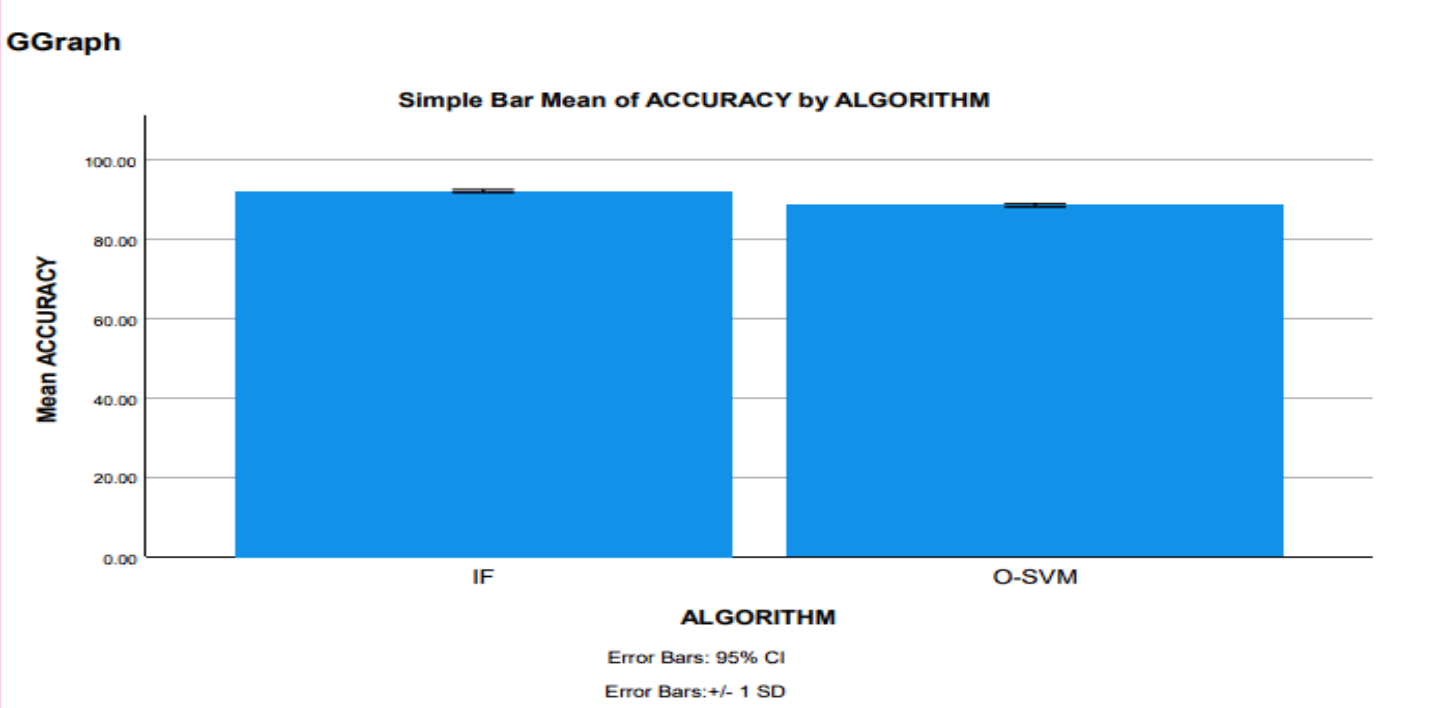 GGraph
Simple Bar Mean of ACCURACY by ALGORITHM
Mean ACCURACY
100.00
80.00
60.00
40.00
20.00
0.00
IF
O-SVM
ALGORITHM
Error Bars: 95% CI
Error Bars:+/- 1 SD